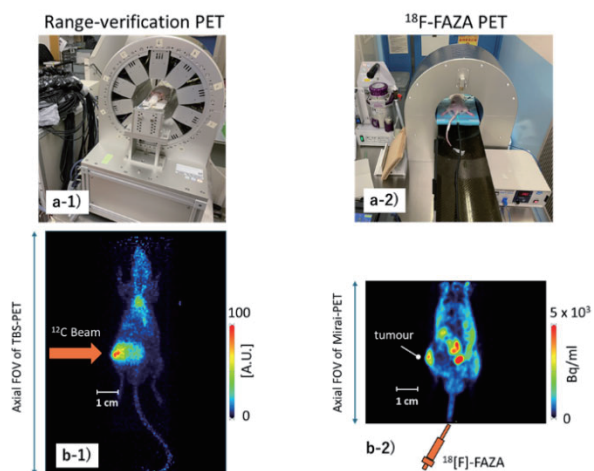 Range-verification PET
¹⁸F-FAZA PET
a-1)
a-2)
Axial FOV of TBS-PET
¹²C Beam
1 cm
100
[A.U.]
0
b-1)
Axial FOV of Mirai-PET
tumour
1 cm
5 x 10³
Bq/ml
0
b-2)
¹⁸[F]-FAZA